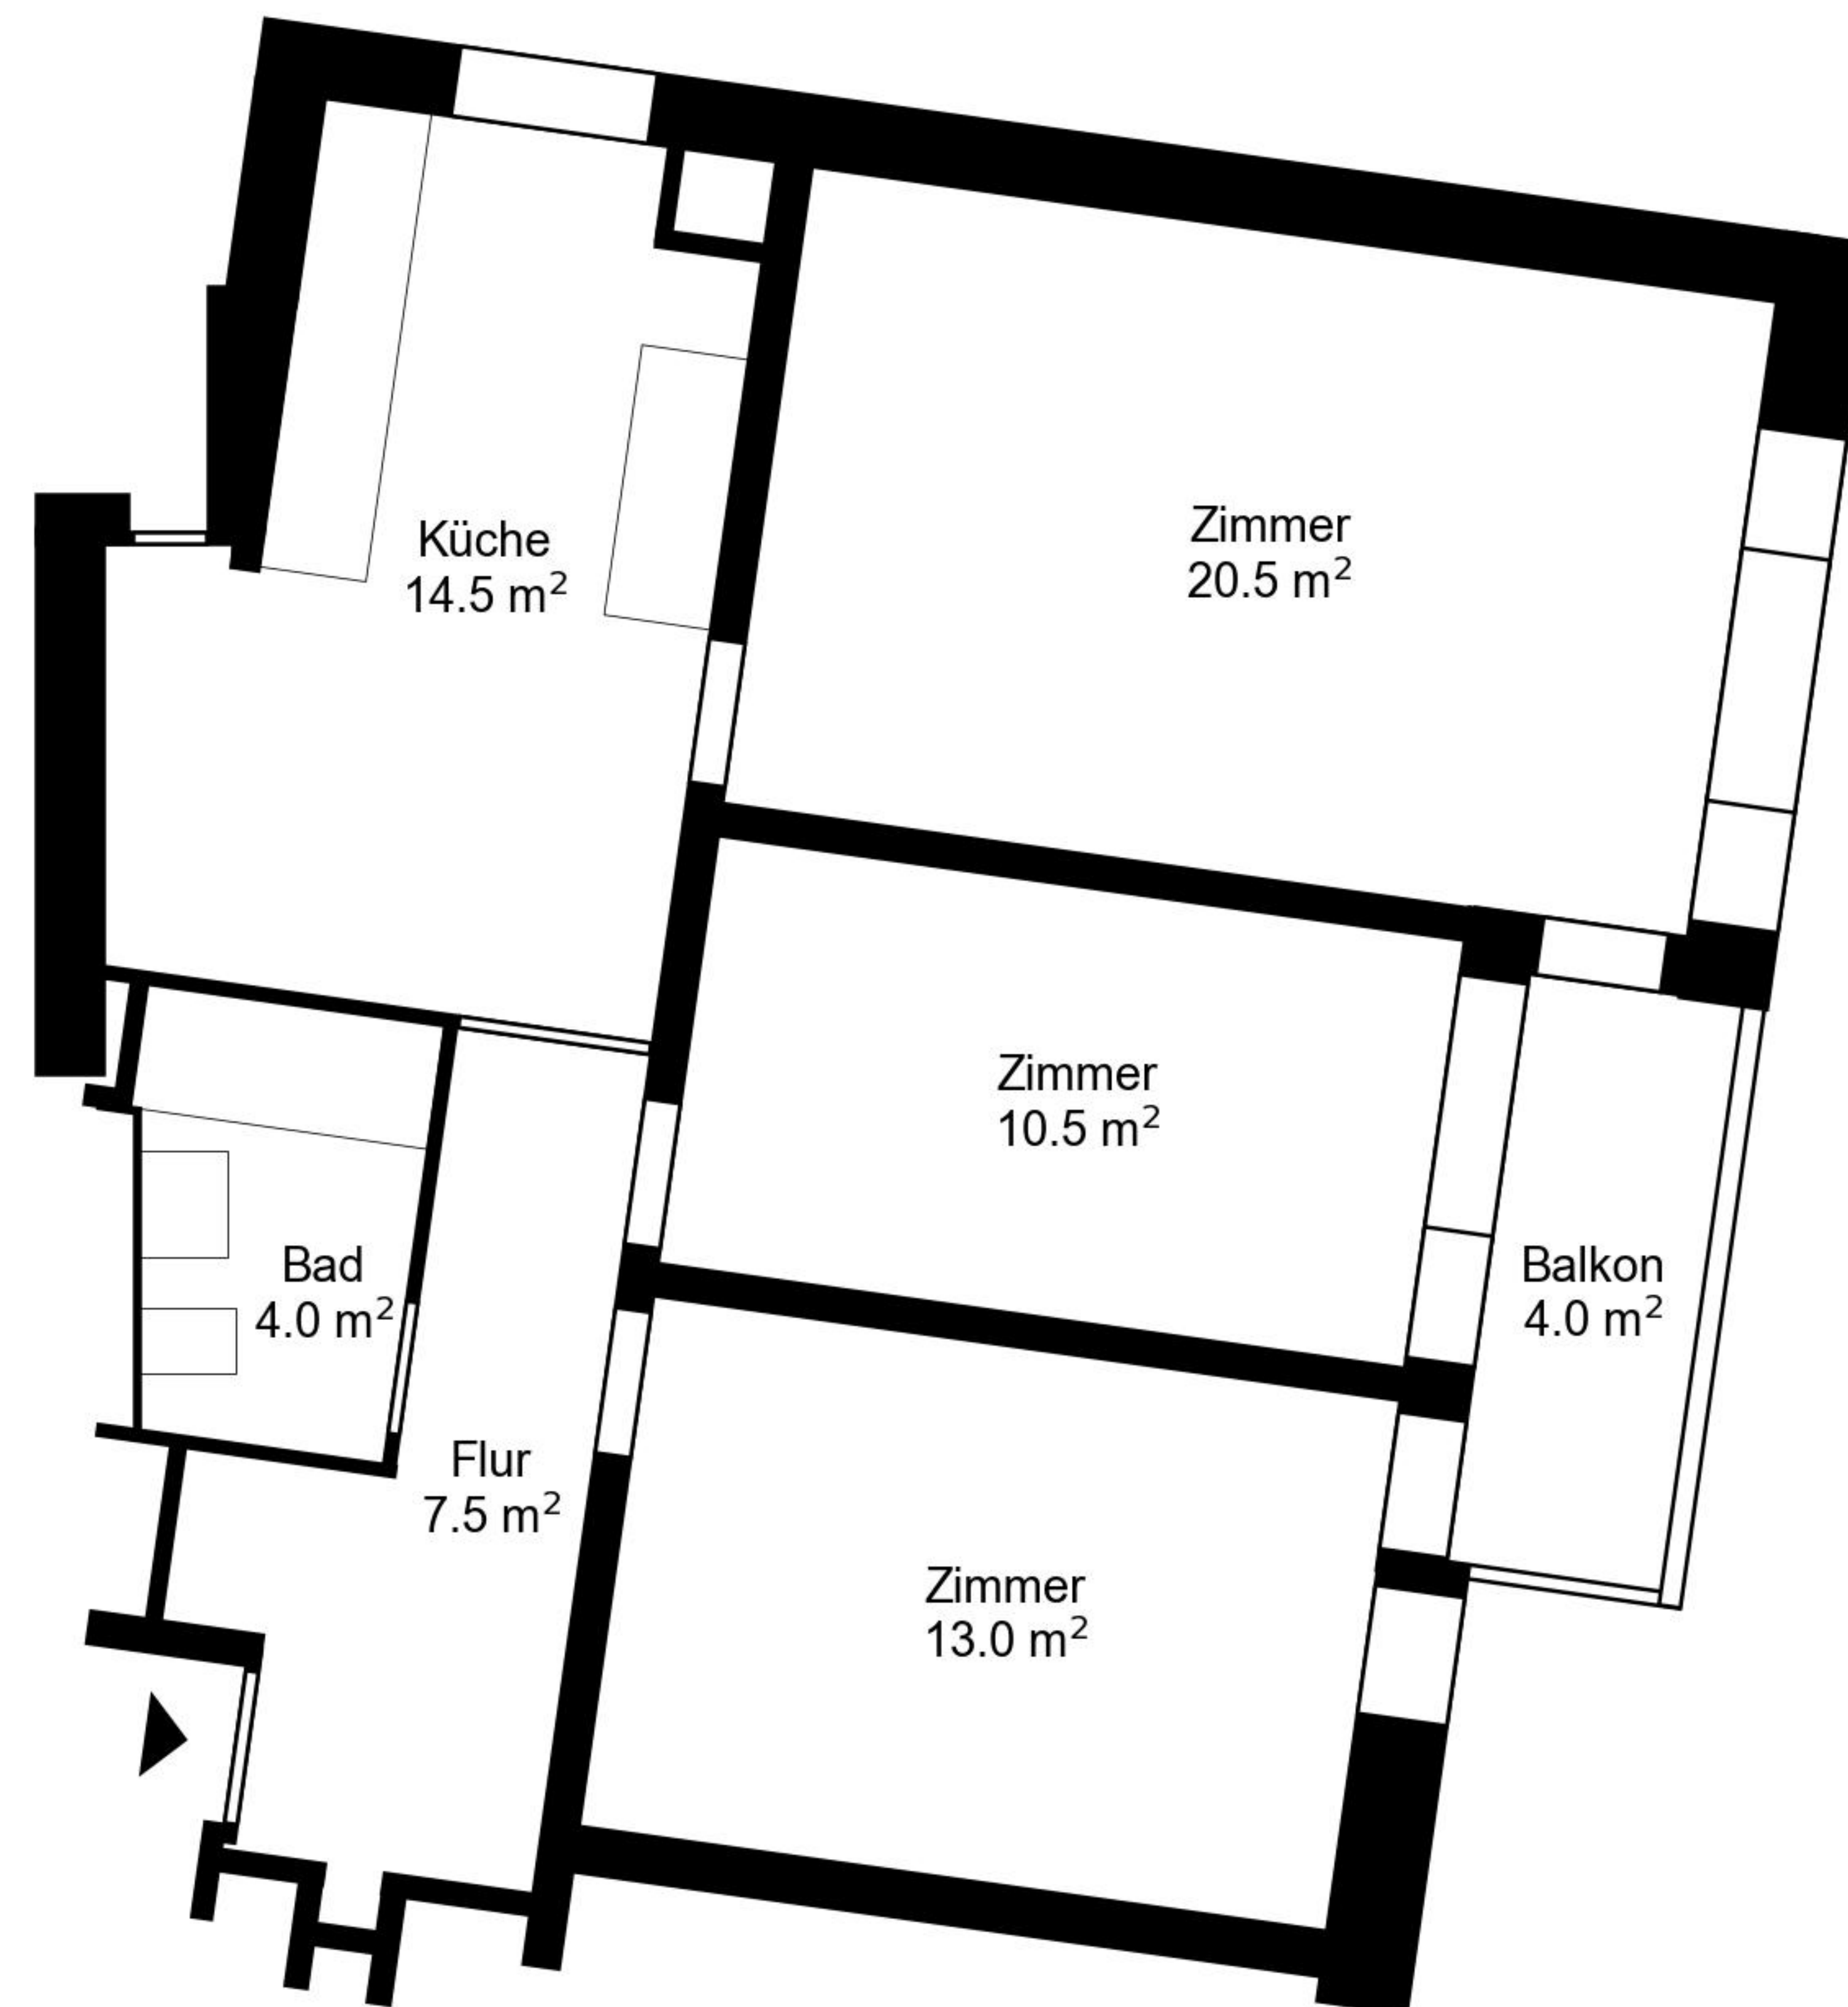 Küche
14.5 m²
Zimmer
20.5 m²
Zimmer
10.5 m²
Bad
4.0 m²
Balkon
4.0 m²
Flur
7.5 m²
Zimmer
13.0 m²